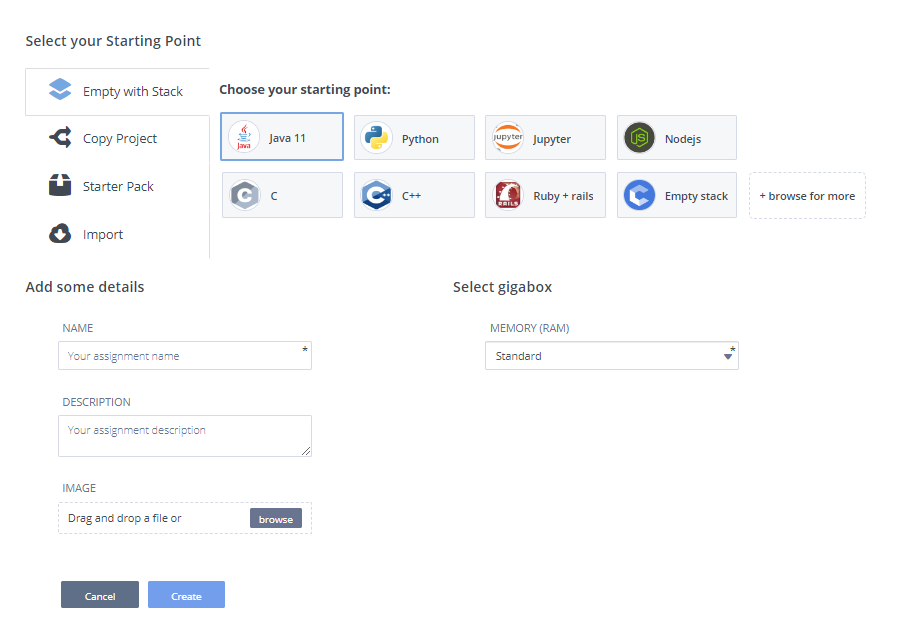 Select your Starting Point
Empty with Stack
Copy Project
Starter Pack
Import
Choose your starting point:
Java Java 11
Python
jupyter Jupyter
JS Nodejs
C C
C++ C++
RAILS Ruby + rails
Empty stack
+ browse for more
Add some details
NAME
Your assignment name *
DESCRIPTION
Your assignment description
IMAGE
Drag and drop a file or browse
Cancel Create
Select gigabox
MEMORY (RAM)
Standard *